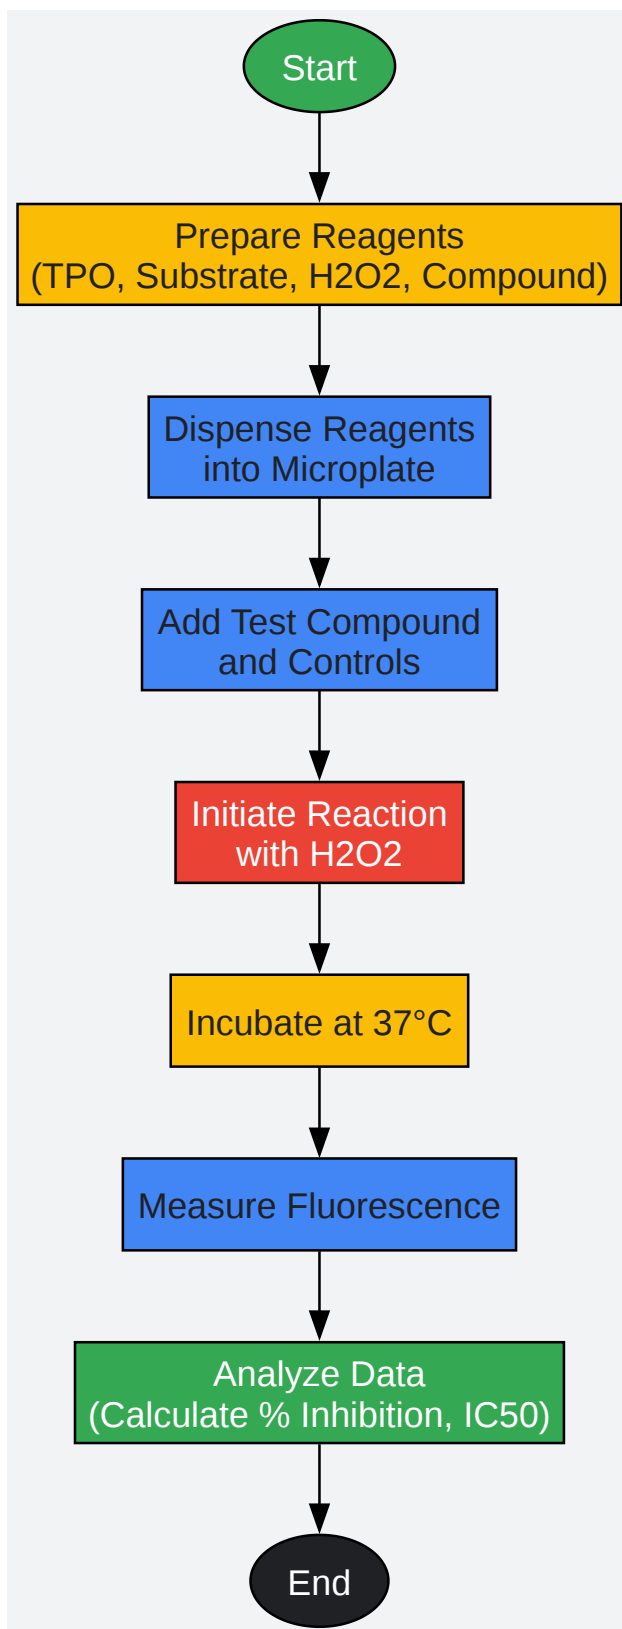 Start
Prepare Reagents
(TPO, Substrate, H2O2, Compound)
Dispense Reagents
into Microplate
Add Test Compound
and Controls
Initiate Reaction
with H2O2
Incubate at 37°C
Measure Fluorescence
Analyze Data
(Calculate % Inhibition, IC50)
End